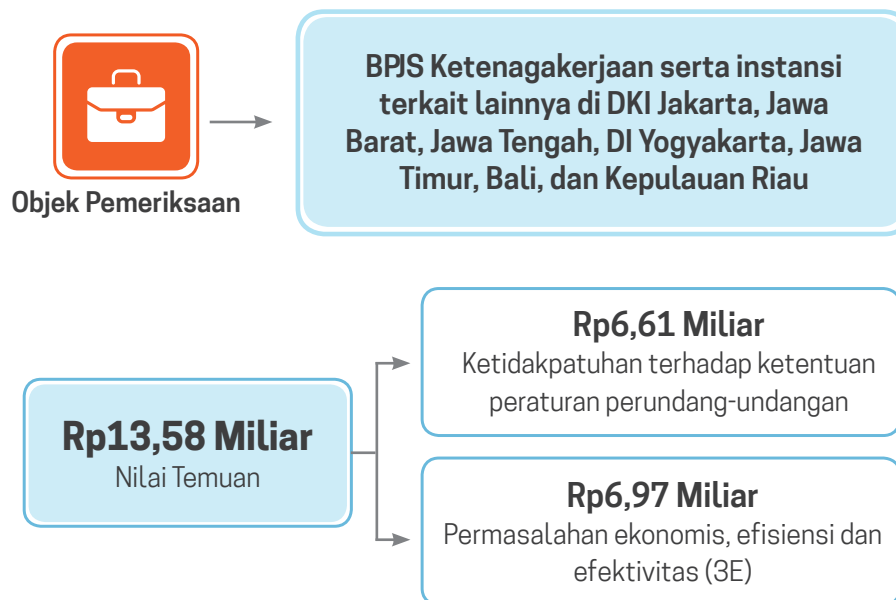 Objek Pemeriksaan
BPJS Ketenagakerjaan serta instansi
terkait lainnya di DKI Jakarta, Jawa
Barat, Jawa Tengah, DI Yogyakarta, Jawa
Timur, Bali, dan Kepulauan Riau
Rp13,58 Miliar
Nilai Temuan
Rp6,61 Miliar
Ketidakpatuhan terhadap ketentuan
peraturan perundang-undangan
Rp6,97 Miliar
Permasalahan ekonomis, efisiensi dan
efektivitas (3E)